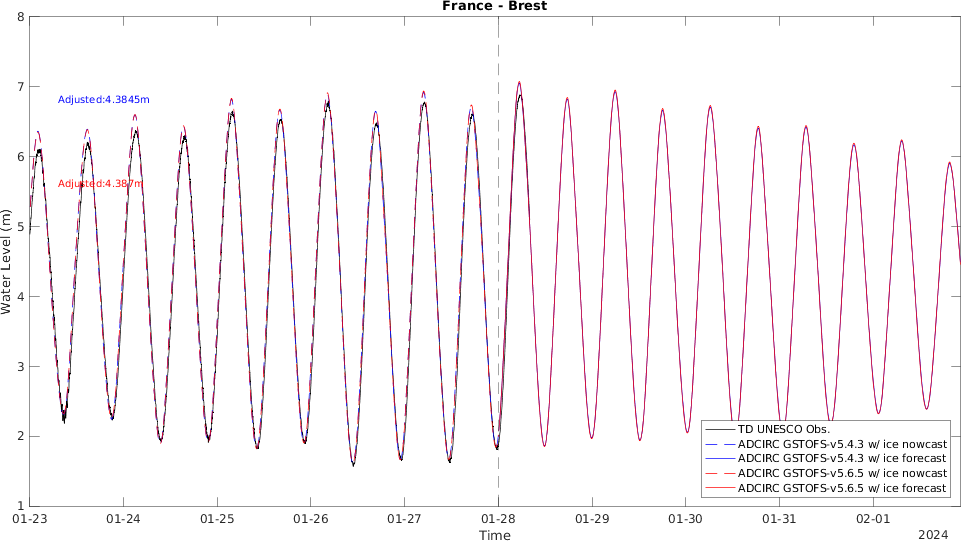 France - Brest
8
7
6
5
4
3
2
1
Water Level (m)
Adjusted:4.3845m
Adjusted:4.387m
TD UNESCO Obs.
ADCIRC GSTOFS-v5.4.3 w/ ice nowcast
ADCIRC GSTOFS-v5.4.3 w/ ice forecast
ADCIRC GSTOFS-v5.6.5 w/ ice nowcast
ADCIRC GSTOFS-v5.6.5 w/ ice forecast
01-23 01-24 01-25 01-26 01-27 01-28 01-29 01-30 01-31 02-01
Time
2024